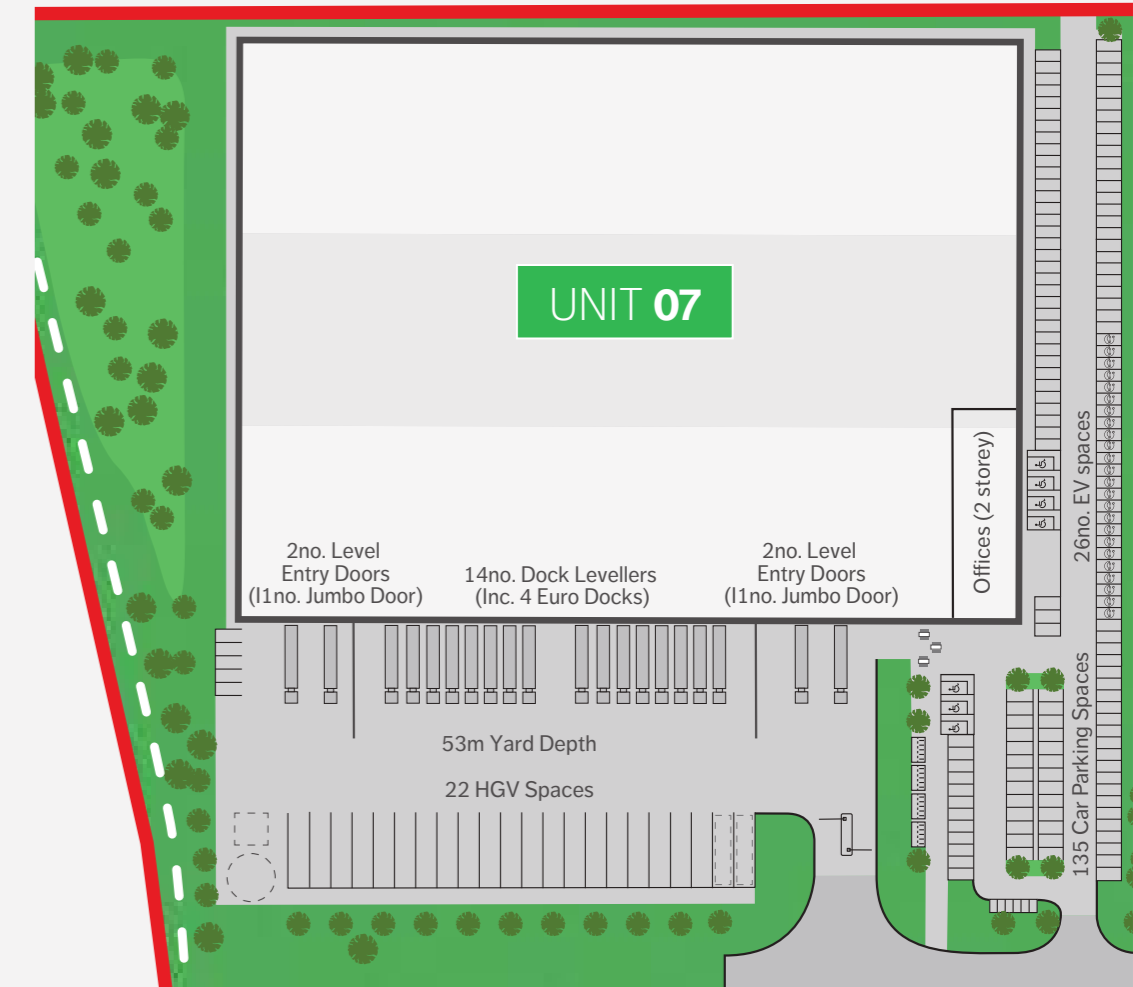 UNIT 07
2no. Level
Entry Doors
(I1no. Jumbo Door)
14no. Dock Levellers
(Inc. 4 Euro Docks)
2no. Level
Entry Doors
(I1no. Jumbo Door)
Offices (2 storey)
26no. EV spaces
53m Yard Depth
22 HGV Spaces
135 Car Parking Spaces